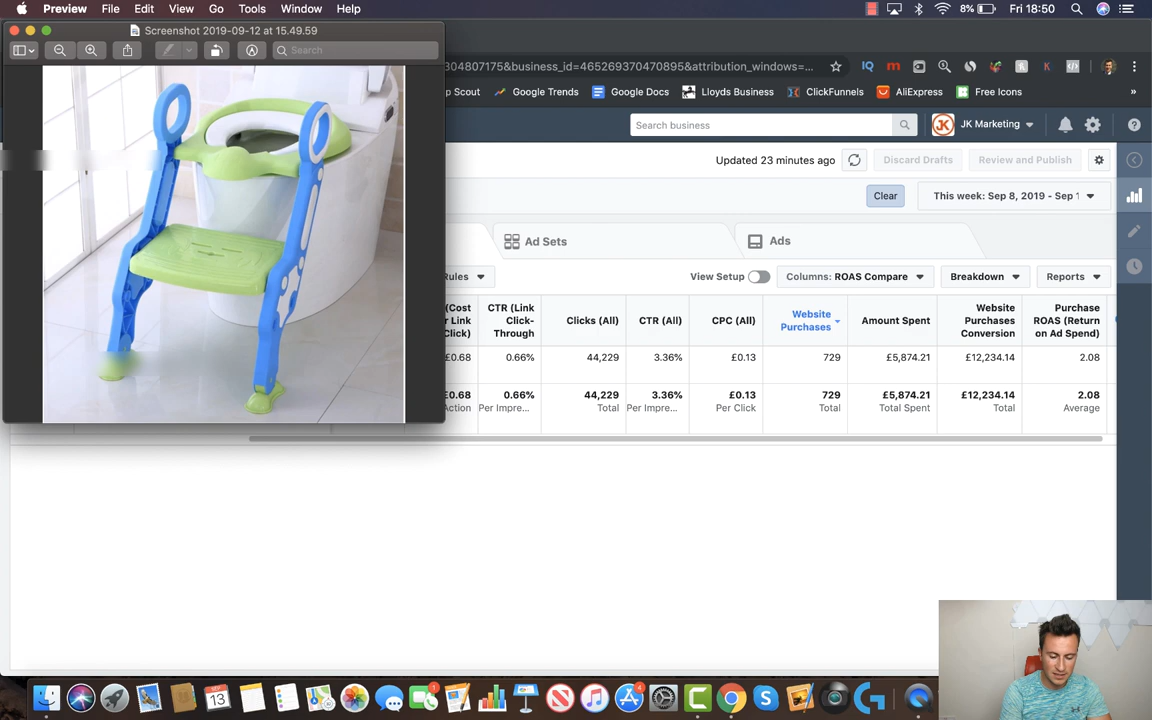 Preview File Edit View Go Tools Window Help
8% Fri 18:50
Screenshot 2019-09-12 at 15.49.59
Search
304807175&business_id=465269370470895&attribution_windows=...
p Scout Google Trends Google Docs Lloyds Business ClickFunnels AliExpress Free Icons »
Search business
JK JK Marketing
Updated 23 minutes ago Discard Drafts Review and Publish
Clear This week: Sep 8, 2019 - Sep 1
Ad Sets Ads
Rules View Setup Columns: ROAS Compare Breakdown Reports
(Cost
r Link
Click)
CTR (Link
Click-
Through
Clicks (All) CTR (All) CPC (All)
Website
Purchases
Amount Spent
Website
Purchases
Conversion
Purchase
ROAS (Return
on Ad Spend)
£0.68 0.66% 44,229 3.36% £0.13 729 £5,874.21 £12,234.14 2.08
£0.68 0.66% 44,229 3.36% £0.13 729 £5,874.21 £12,234.14 2.08
Action Per Impre... Total Per Impre... Per Click Total Total Spent Total Average
SEP
13